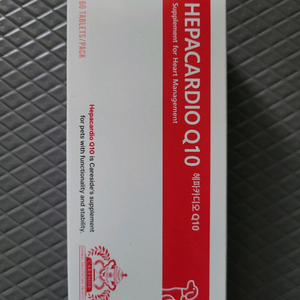 60 TABLETS/PACK
HEPACARDIO Q10 헤파카디오 Q10
Supplement for Heart Management
Hepacardio Q10 is Careside's supplement
for pets with functionality and stability.